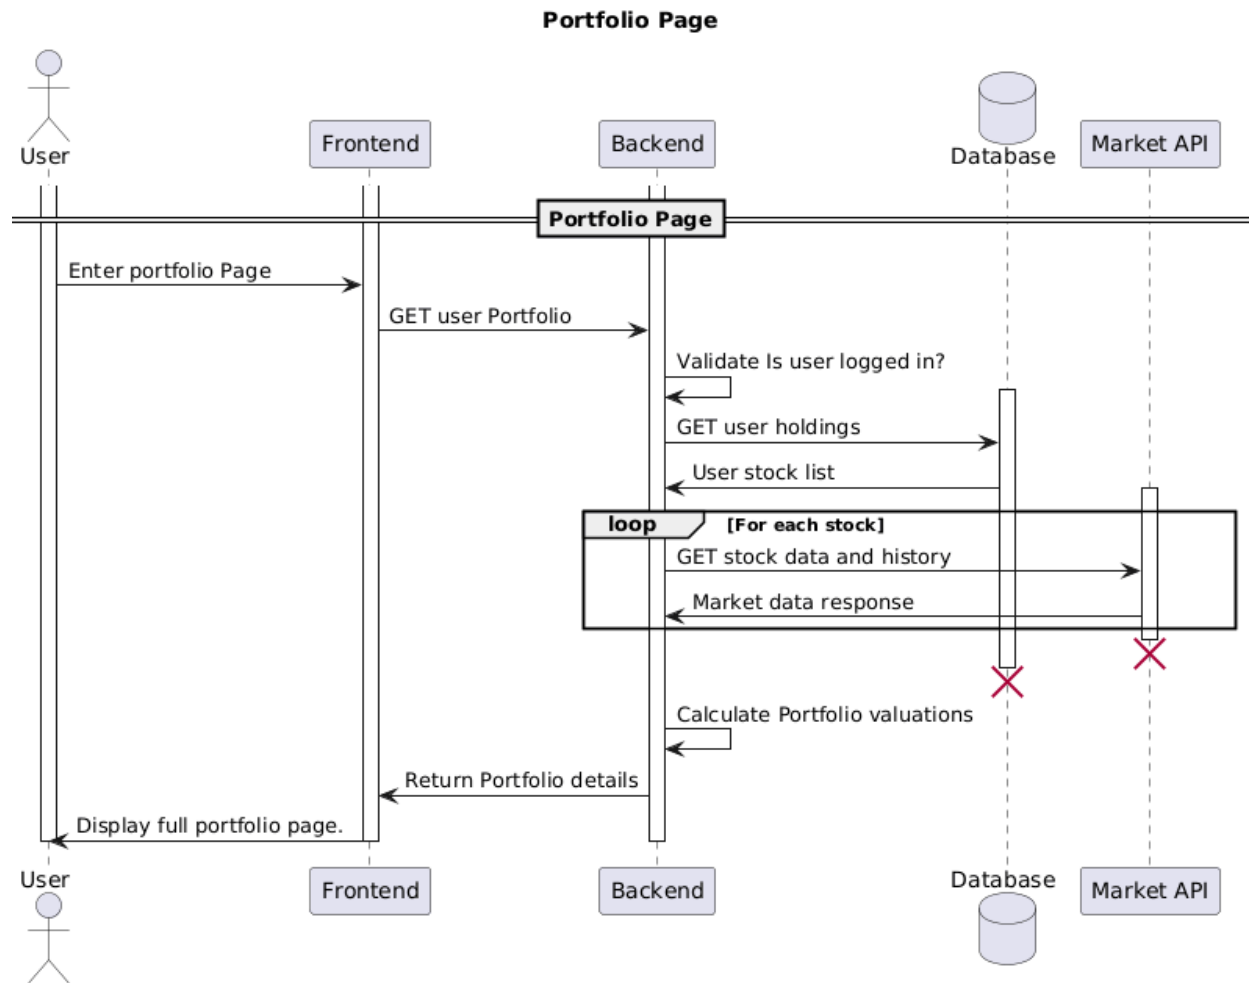 Portfolio Page
User
Frontend
Backend
Database
Market API
Portfolio Page
Enter portfolio Page
GET user Portfolio
Validate Is user logged in?
GET user holdings
User stock list
loop
[For each stock]
GET stock data and history
Market data response
Calculate Portfolio valuations
Return Portfolio details
Display full portfolio page.
User
Frontend
Backend
Database
Market API